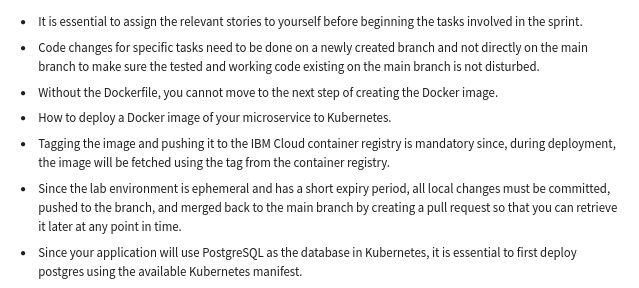 • It is essential to assign the relevant stories to yourself before beginning the tasks involved in the sprint.
• Code changes for specific tasks need to be done on a newly created branch and not directly on the main
branch to make sure the tested and working code existing on the main branch is not disturbed.
• Without the Dockerfile, you cannot move to the next step of creating the Docker image.
• How to deploy a Docker image of your microservice to Kubernetes.
• Tagging the image and pushing it to the IBM Cloud container registry is mandatory since, during deployment,
the image will be fetched using the tag from the container registry.
• Since the lab environment is ephemeral and has a short expiry period, all local changes must be committed,
pushed to the branch, and merged back to the main branch by creating a pull request so that you can retrieve
it later at any point in time.
• Since your application will use PostgreSQL as the database in Kubernetes, it is essential to first deploy
postgres using the available Kubernetes manifest.